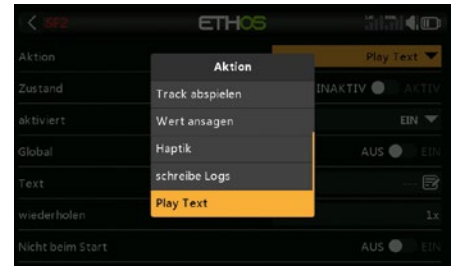 SP2 ETHOS
Aktion Play Text
Aktion
Track abspielen
Wert ansagen
Haptik
schreibe Logs
Play Text
Zustand INAKTIV AKTIV
aktiviert EIN
Global AUS EIN
Text ---
wiederholen 1x
Nicht beim Start AUS EIN